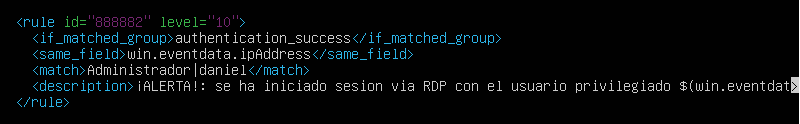 <rule id="888882" level="10">
<if_matched_group>authentication_success</if_matched_group>
<same_field>win.eventdata.ipAddress</same_field>
<match>Administrador|daniel</match>
<description>¡ALERTA!: se ha iniciado sesion via RDP con el usuario privilegiado $(win.eventdat>
</rule>